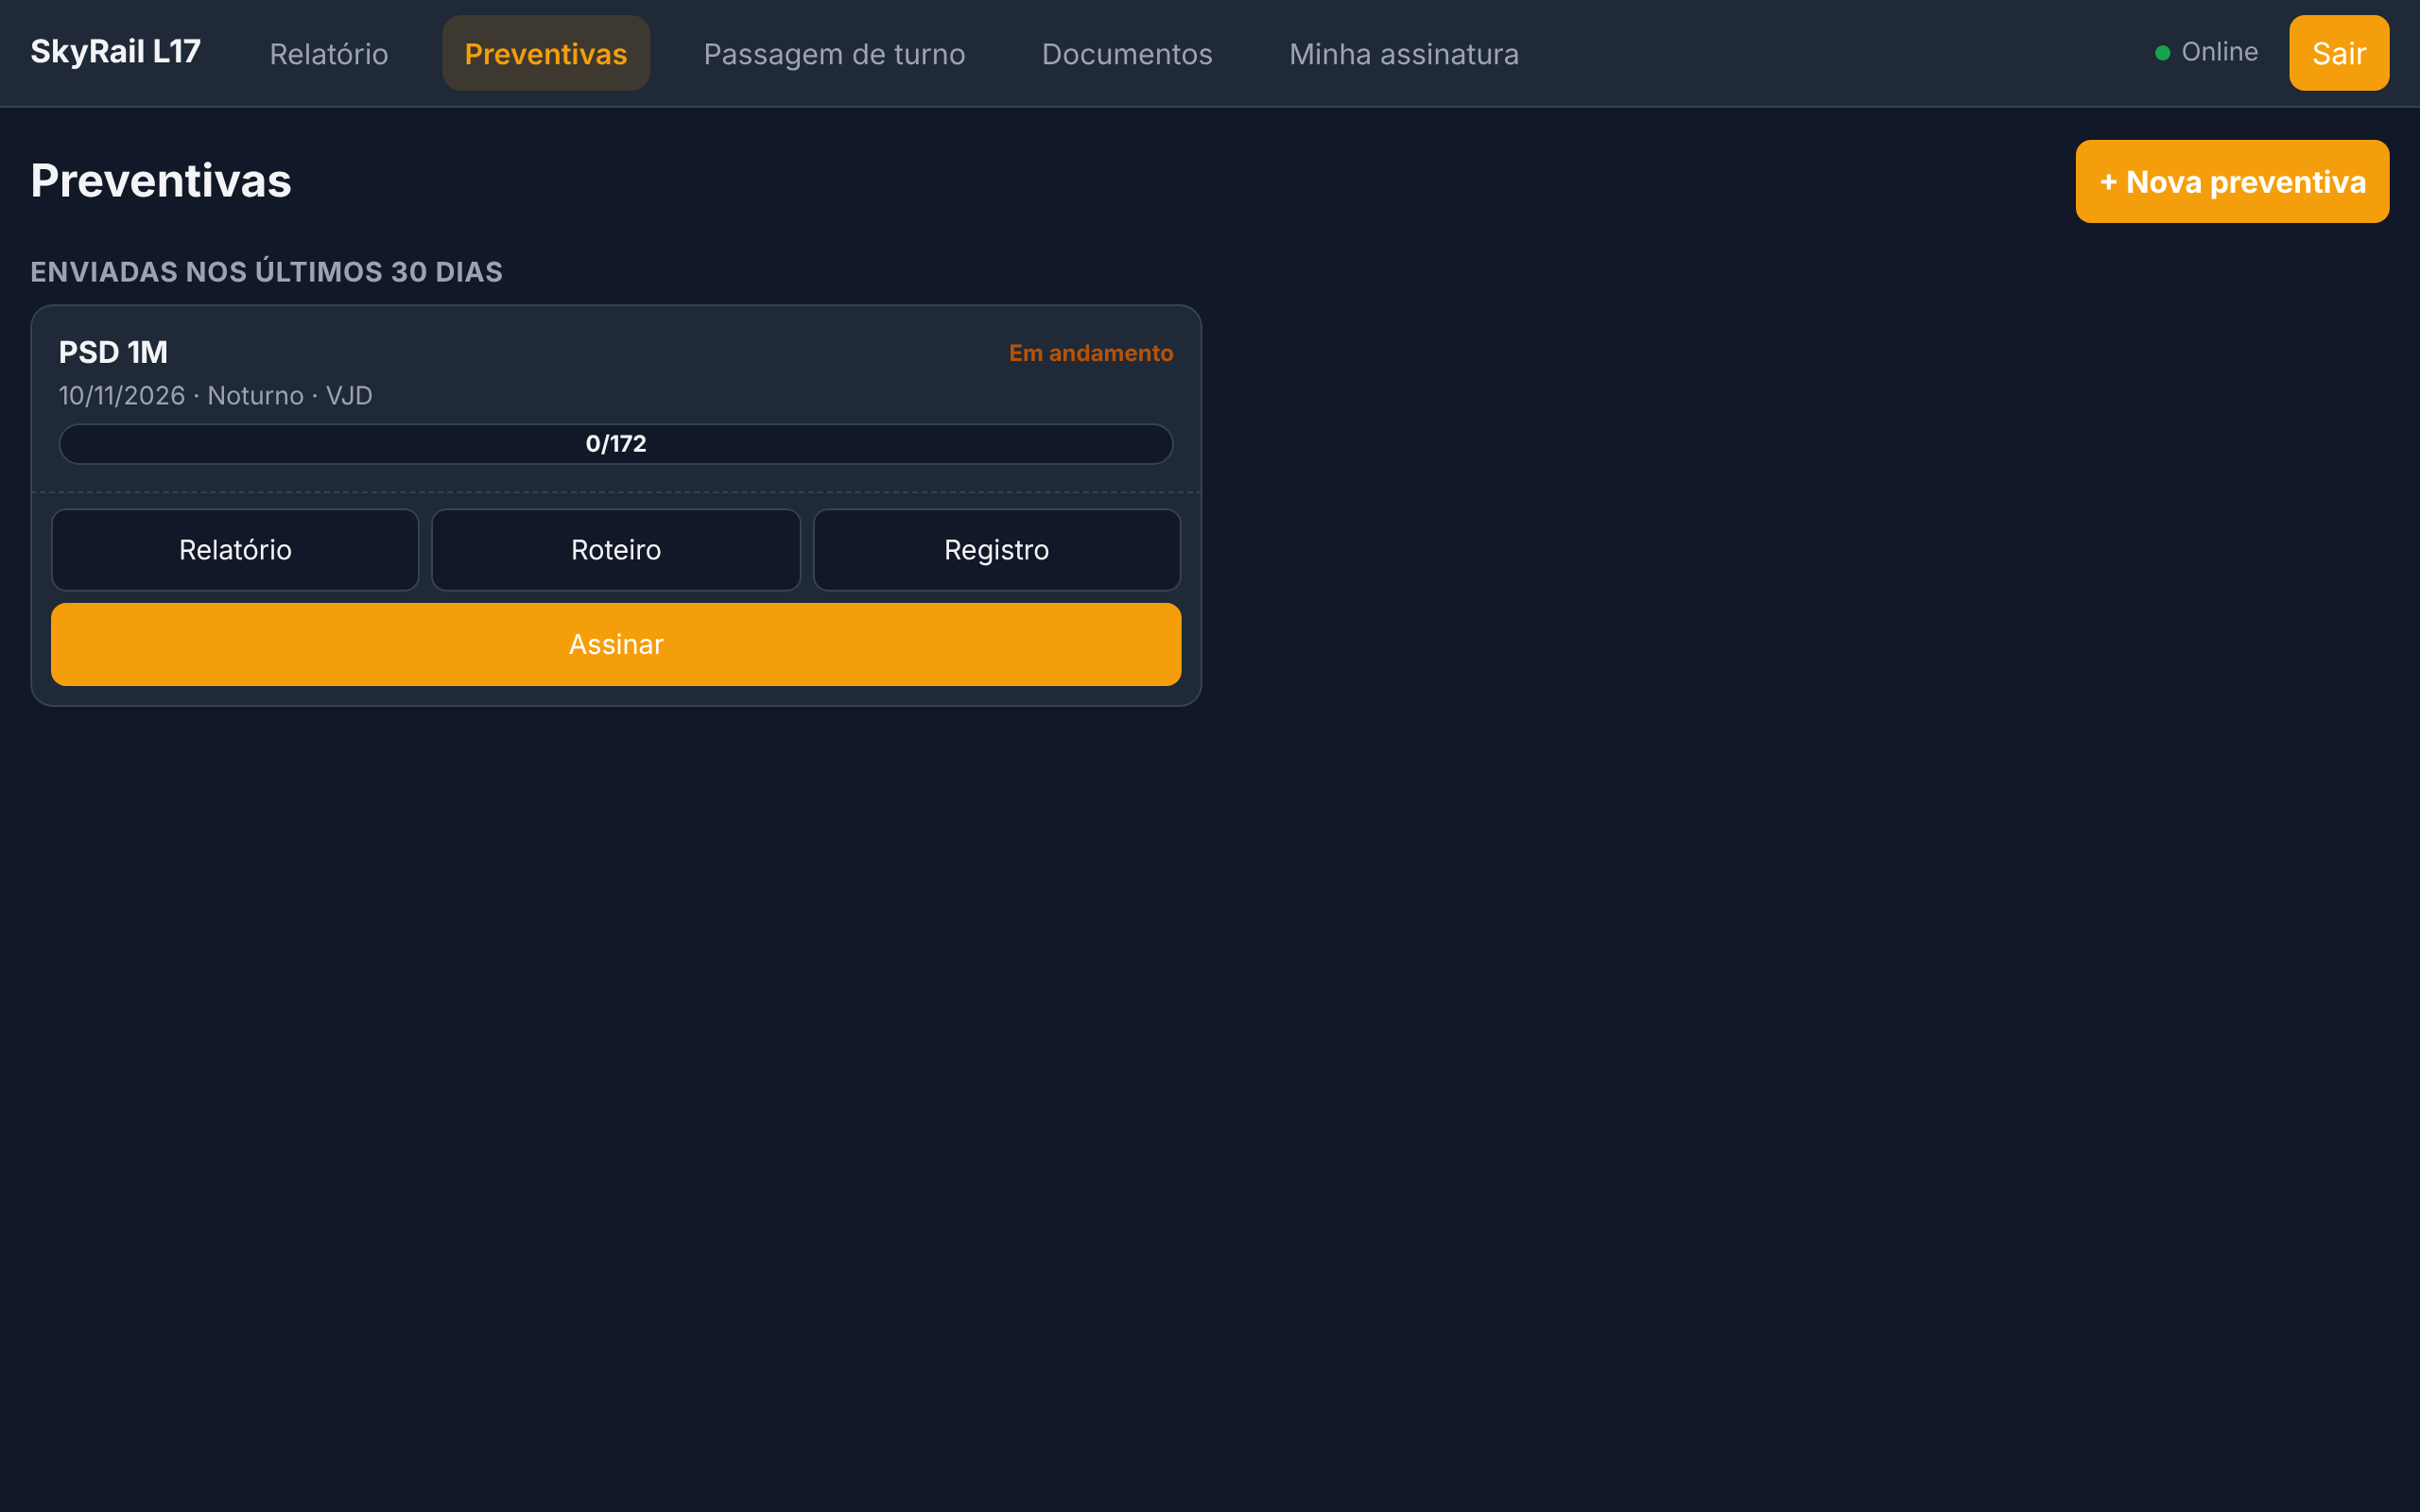 SkyRail L17
Relatório
Preventivas
Passagem de turno
Documentos
Minha assinatura
Online
Sair
Preventivas
+ Nova preventiva
ENVIADAS NOS ÚLTIMOS 30 DIAS
PSD 1M
Em andamento
10/11/2026 · Noturno · VJD
0/172
Relatório
Roteiro
Registro
Assinar